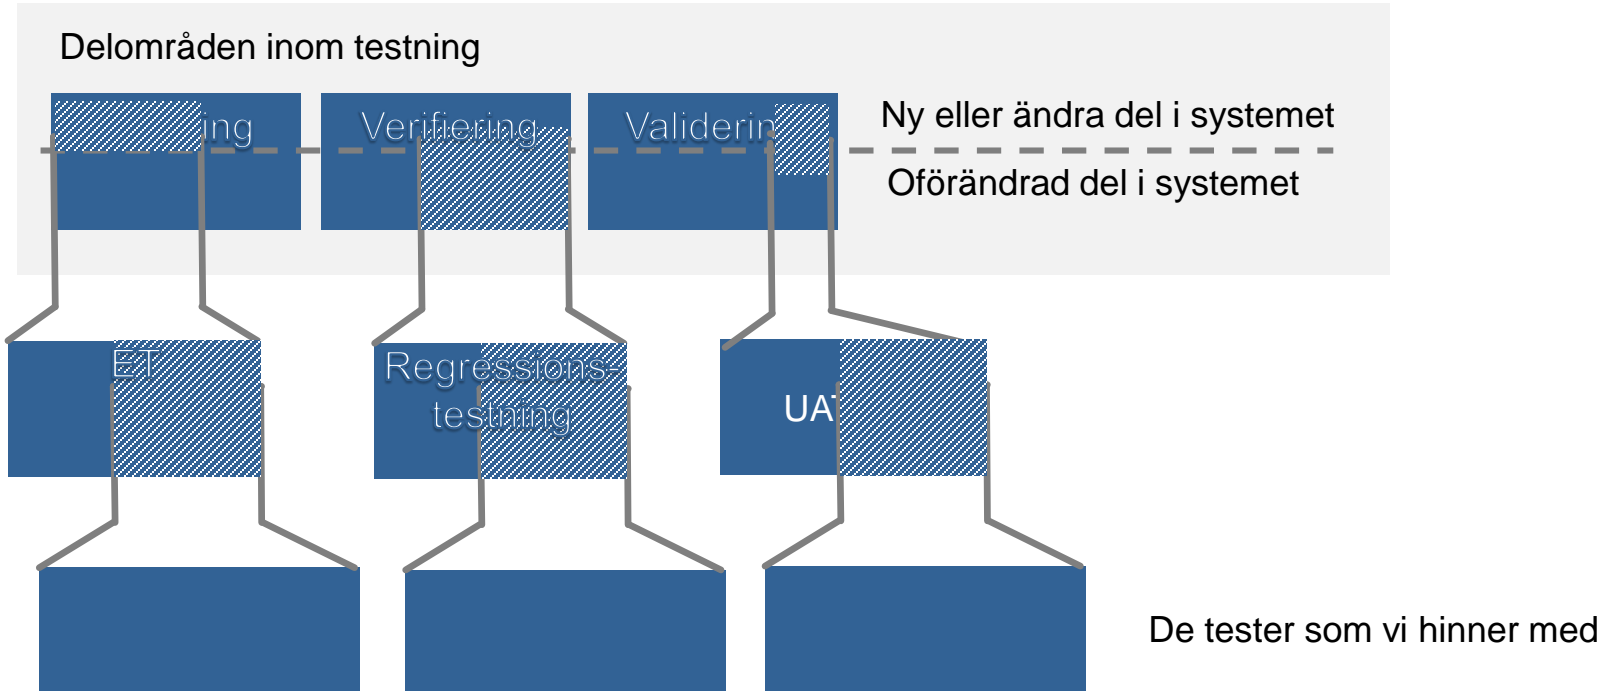 Delområden inom testning
ing
Verifiering
Validerin
Ny eller ändra del i systemet
Oförändrad del i systemet
ET
Regressions-
testning
UAT
De tester som vi hinner med